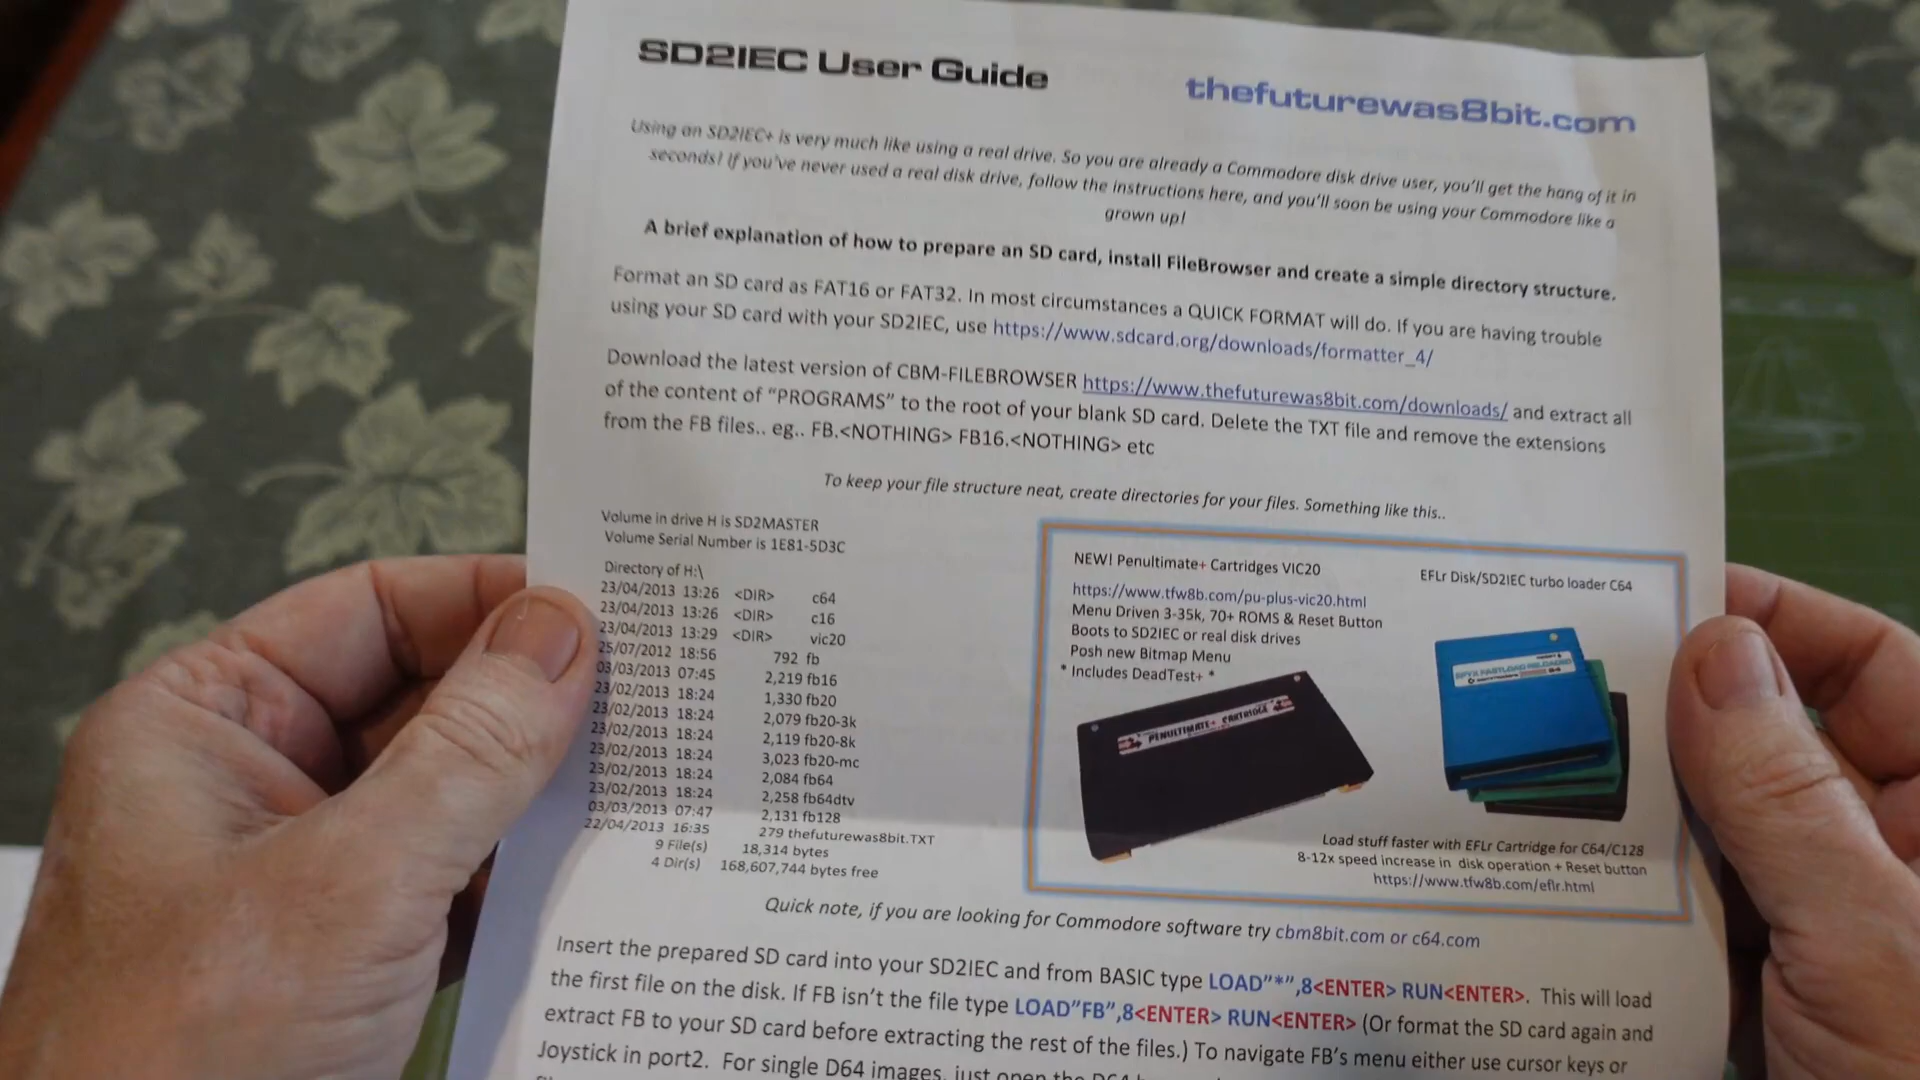 SD2IEC User Guide
thefuturewas8bit.com
Using an SD2IEC+ is very much like using a real drive. So you are already a Commodore disk drive user, you'll get the hang of it in
seconds! If you've never used a real disk drive, follow the instructions here, and you'll soon be using your Commodore like a
grown up!
A brief explanation of how to prepare an SD card, install FileBrowser and create a simple directory structure.
Format an SD card as FAT16 or FAT32. In most circumstances a QUICK FORMAT will do. If you are having trouble
using your SD card with your SD2IEC, use https://www.sdcard.org/downloads/formatter_4/
Download the latest version of CBM-FILEBROWSER https://www.thefuturewas8bit.com/downloads/ and extract all
of the content of "PROGRAMS" to the root of your blank SD card. Delete the TXT file and remove the extensions
from the FB files.. eg.. FB.<NOTHING> FB16.<NOTHING> etc
To keep your file structure neat, create directories for your files. Something like this..
Volume in drive H is SD2MASTER
Volume Serial Number is 1E81-5D3C
Directory of H:\
23/04/2013 13:26 <DIR> c64
23/04/2013 13:26 <DIR> c16
23/04/2013 13:29 <DIR> vic20
25/07/2012 18:56 792 fb
03/03/2013 07:45 2,219 fb16
23/02/2013 18:24 1,330 fb20
23/02/2013 18:24 2,079 fb20-3k
23/02/2013 18:24 2,119 fb20-8k
23/02/2013 18:24 3,023 fb20-mc
23/02/2013 18:24 2,084 fb64
23/02/2013 18:24 2,258 fb64dtv
03/03/2013 07:47 2,131 fb128
22/04/2013 16:35 279 thefuturewas8bit.TXT
9 File(s) 18,314 bytes
4 Dir(s) 168,607,744 bytes free
NEW! Penultimate+ Cartridges VIC20
https://www.tfw8b.com/pu-plus-vic20.html
Menu Driven 3-35k, 70+ ROMS & Reset Button
Boots to SD2IEC or real disk drives
Posh new Bitmap Menu
* Includes DeadTest+ *
PENULTIMATE+ CARTRIDGE
EFLr Disk/SD2IEC turbo loader C64
EPYX FASTLOAD RELOADED
Load stuff faster with EFLr Cartridge for C64/C128
8-12x speed increase in disk operation + Reset button
https://www.tfw8b.com/eflr.html
Quick note, if you are looking for Commodore software try cbm8bit.com or c64.com
Insert the prepared SD card into your SD2IEC and from BASIC type LOAD"*",8<ENTER> RUN<ENTER>. This will load
the first file on the disk. If FB isn't the file type LOAD"FB",8<ENTER> RUN<ENTER> (Or format the SD card again and
extract FB to your SD card before extracting the rest of the files.) To navigate FB's menu either use cursor keys or
Joystick in port2. For single D64 images, just open the D64